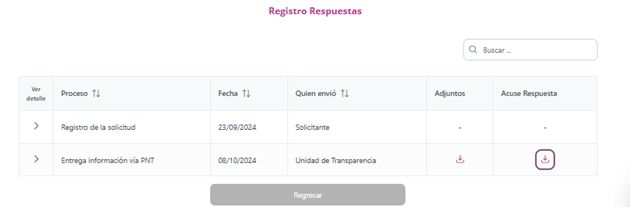 Registro Respuestas
Buscar ...
Ver detalle Proceso Fecha Quien envió Adjuntos Acuse Respuesta
Registro de la solicitud 23/09/2024 Solicitante - -
Entrega información vía PNT 08/10/2024 Unidad de Transparencia
Regresar